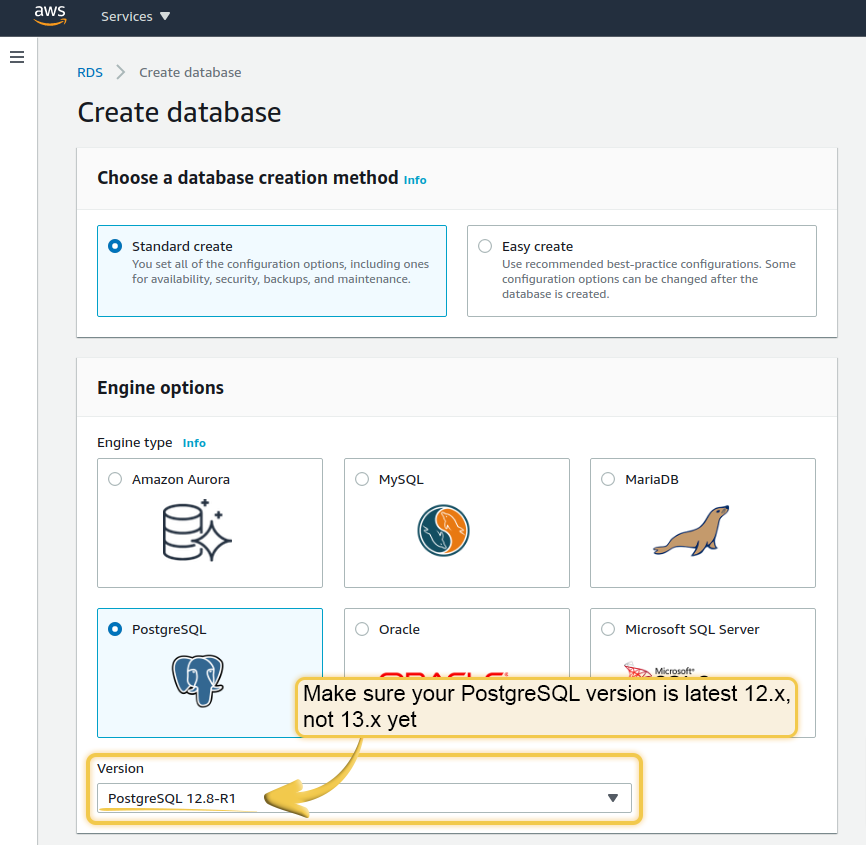 aws
Services
RDS
Create database
Create database
Choose a database creation method Info
Standard create
You set all of the configuration options, including ones
for availability, security, backups, and maintenance.
Easy create
Use recommended best-practice configurations. Some
configuration options can be changed after the
database is created.
Engine options
Engine type Info
Amazon Aurora
MySQL
MariaDB
PostgreSQL
Oracle
Microsoft SQL Server
ORACLE
Microsoft
Make sure your PostgreSQL version is latest 12.x,
not 13.x yet
Version
PostgreSQL 12.8-R1